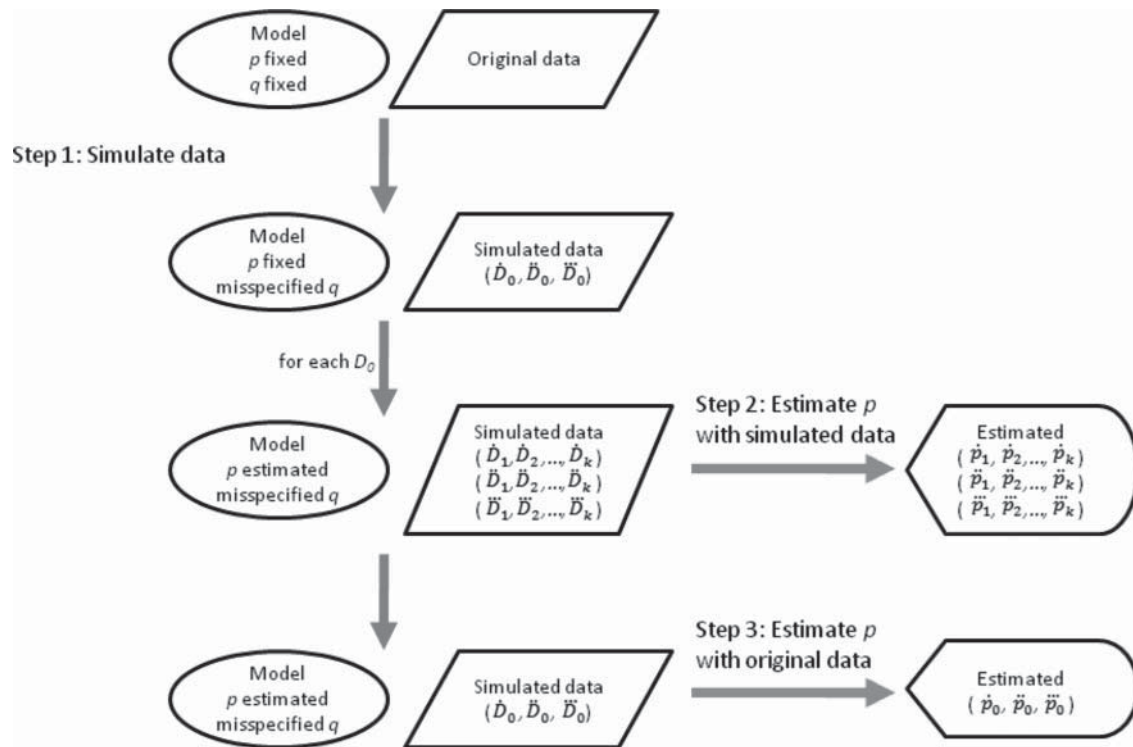 Model
p fixed
q fixed
Original data
Step 1: Simulate data
Model
p fixed
misspecified q
Simulated data
(Ḋ₀, D̈₀, D⃛₀)
for each D₀
Model
p estimated
misspecified q
Simulated data
( Ḋ₁, Ḋ₂,..., Ḋₖ)
( D̈₁, D̈₂,..., D̈ₖ)
( D⃛₁, D⃛₂,..., D⃛ₖ)
Step 2: Estimate p
with simulated data
Estimated
( ṗ₁, ṗ₂,..., ṗₖ)
( p̈₁, p̈₂,..., p̈ₖ)
( p⃛₁, p⃛₂,..., p⃛ₖ)
Model
p estimated
misspecified q
Simulated data
(Ḋ₀, D̈₀, D⃛₀)
Step 3: Estimate p
with original data
Estimated
( ṗ₀, p̈₀, p⃛₀)